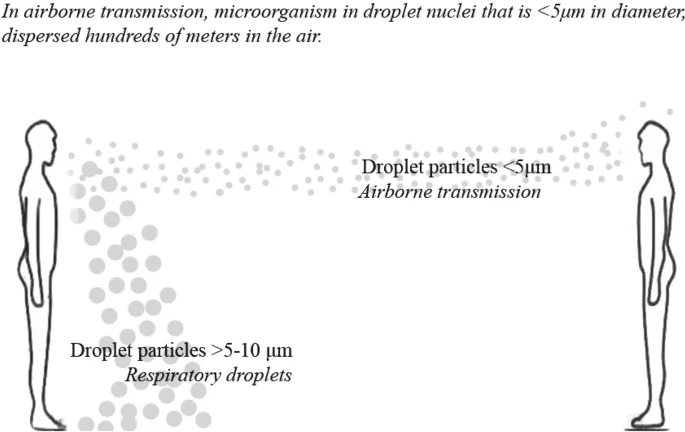 In airborne transmission, microorganism in droplet nuclei that is <5μm in diameter,
dispersed hundreds of meters in the air.
Droplet particles <5μm
Airborne transmission
Droplet particles >5-10 μm
Respiratory droplets